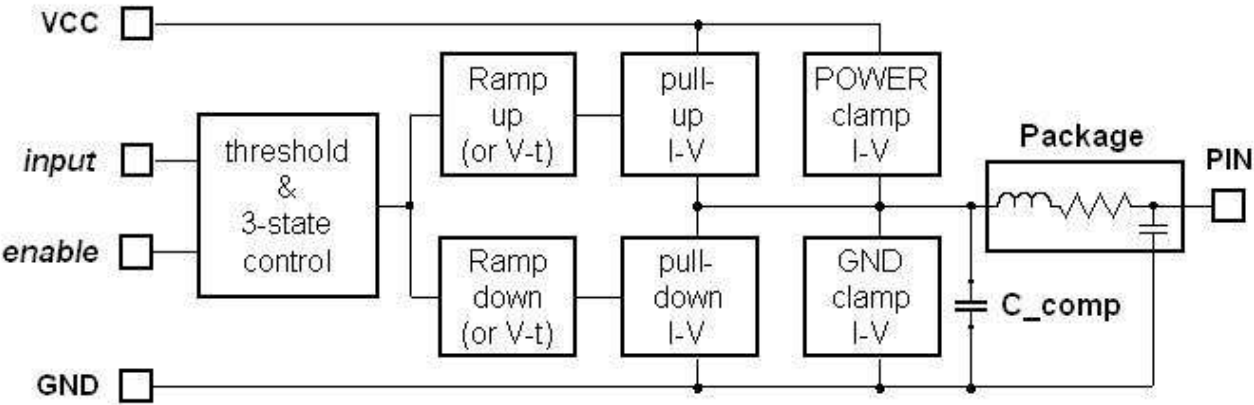 VCC
input
enable
GND
threshold
&
3-state
control
Ramp
up
(or V-t)
Ramp
down
(or V-t)
pull-
up
I-V
pull-
down
I-V
POWER
clamp
I-V
GND
clamp
I-V
C_comp
Package
PIN